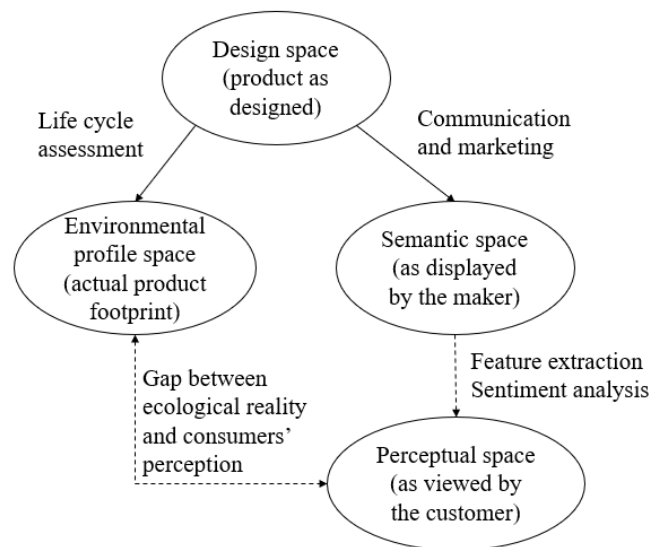 Design space
(product as
designed)
Life cycle
assessment
Communication
and marketing
Environmental
profile space
(actual product
footprint)
Semantic space
(as displayed
by the maker)
Feature extraction
Sentiment analysis
Gap between
ecological reality
and consumers’
perception
Perceptual space
(as viewed by
the customer)